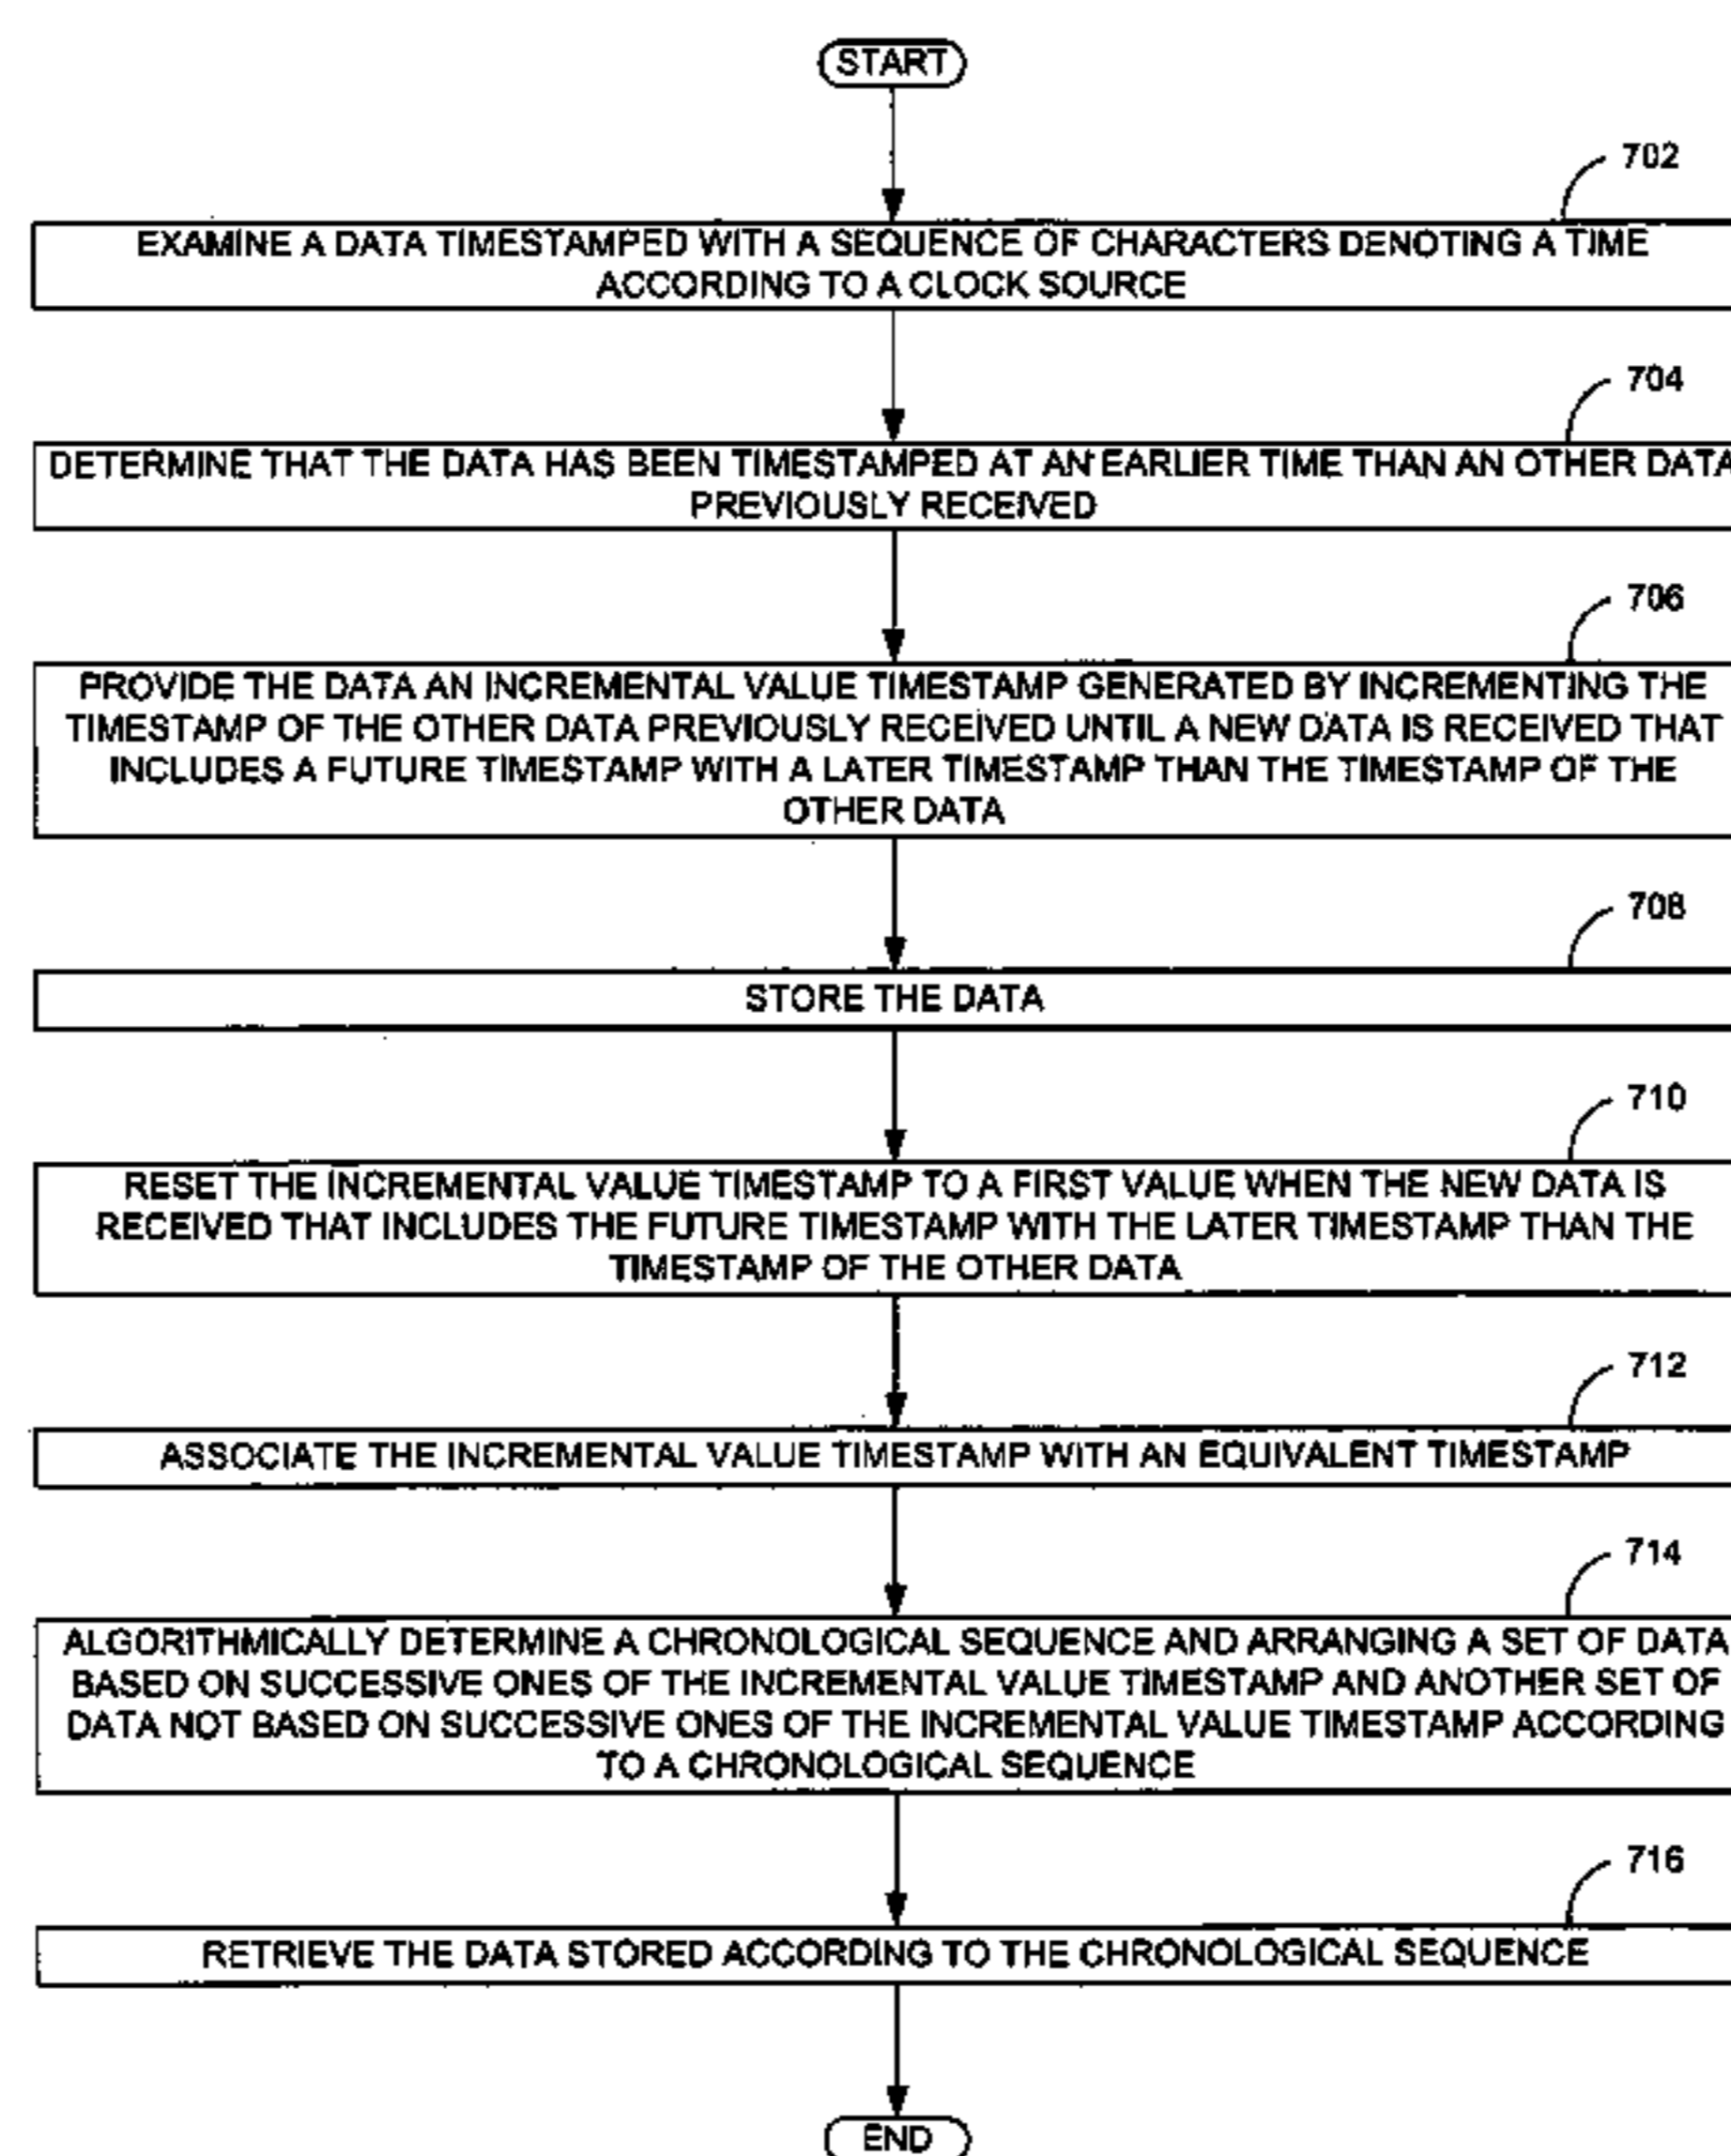 START
702
EXAMINE A DATA TIMESTAMPED WITH A SEQUENCE OF CHARACTERS DENOTING A TIME
ACCORDING TO A CLOCK SOURCE
704
DETERMINE THAT THE DATA HAS BEEN TIMESTAMPED AT AN EARLIER TIME THAN AN OTHER DATA
PREVIOUSLY RECEIVED
706
PROVIDE THE DATA AN INCREMENTAL VALUE TIMESTAMP GENERATED BY INCREMENTING THE
TIMESTAMP OF THE OTHER DATA PREVIOUSLY RECEIVED UNTIL A NEW DATA IS RECEIVED THAT
INCLUDES A FUTURE TIMESTAMP WITH A LATER TIMESTAMP THAN THE TIMESTAMP OF THE
OTHER DATA
708
STORE THE DATA
710
RESET THE INCREMENTAL VALUE TIMESTAMP TO A FIRST VALUE WHEN THE NEW DATA IS
RECEIVED THAT INCLUDES THE FUTURE TIMESTAMP WITH THE LATER TIMESTAMP THAN THE
TIMESTAMP OF THE OTHER DATA
712
ASSOCIATE THE INCREMENTAL VALUE TIMESTAMP WITH AN EQUIVALENT TIMESTAMP
714
ALGORITHMICALLY DETERMINE A CHRONOLOGICAL SEQUENCE AND ARRANGING A SET OF DATA
BASED ON SUCCESSIVE ONES OF THE INCREMENTAL VALUE TIMESTAMP AND ANOTHER SET OF
DATA NOT BASED ON SUCCESSIVE ONES OF THE INCREMENTAL VALUE TIMESTAMP ACCORDING
TO A CHRONOLOGICAL SEQUENCE
716
RETRIEVE THE DATA STORED ACCORDING TO THE CHRONOLOGICAL SEQUENCE
END